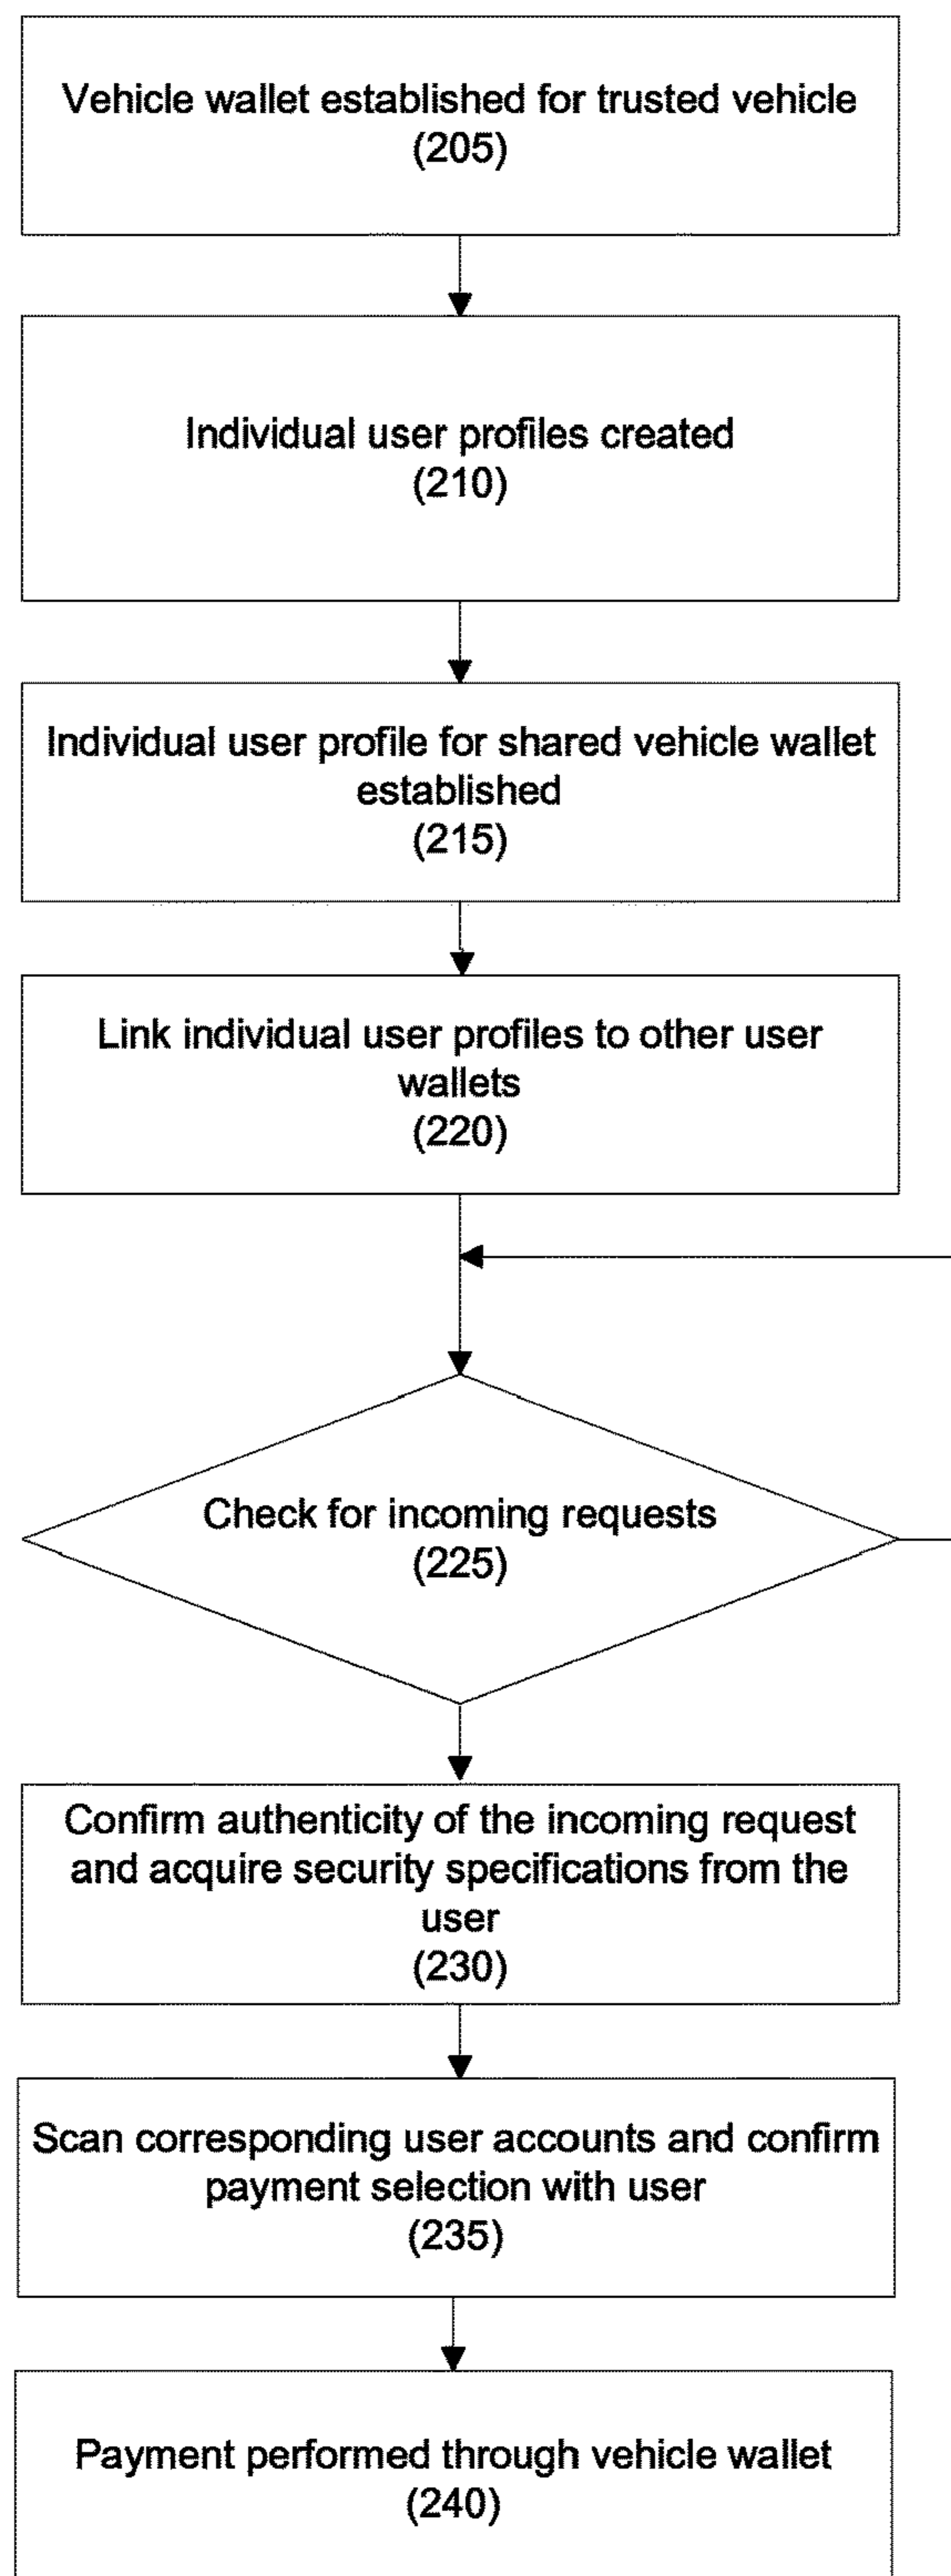 Vehicle wallet established for trusted vehicle
(205)
Individual user profiles created
(210)
Individual user profile for shared vehicle wallet
established
(215)
Link individual user profiles to other user
wallets
(220)
Check for incoming requests
(225)
Confirm authenticity of the incoming request
and acquire security specifications from the
user
(230)
Scan corresponding user accounts and confirm
payment selection with user
(235)
Payment performed through vehicle wallet
(240)